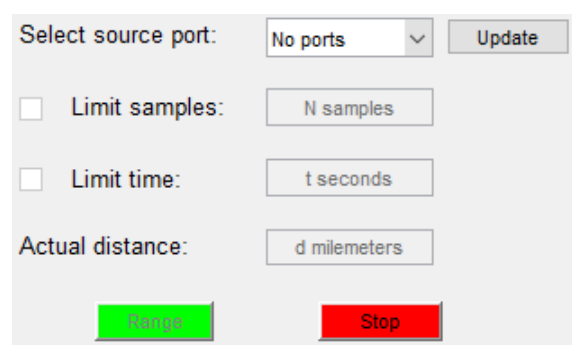 Select source port: No ports Update
Limit samples: N samples
Limit time: t seconds
Actual distance: d milemeters
Range Stop